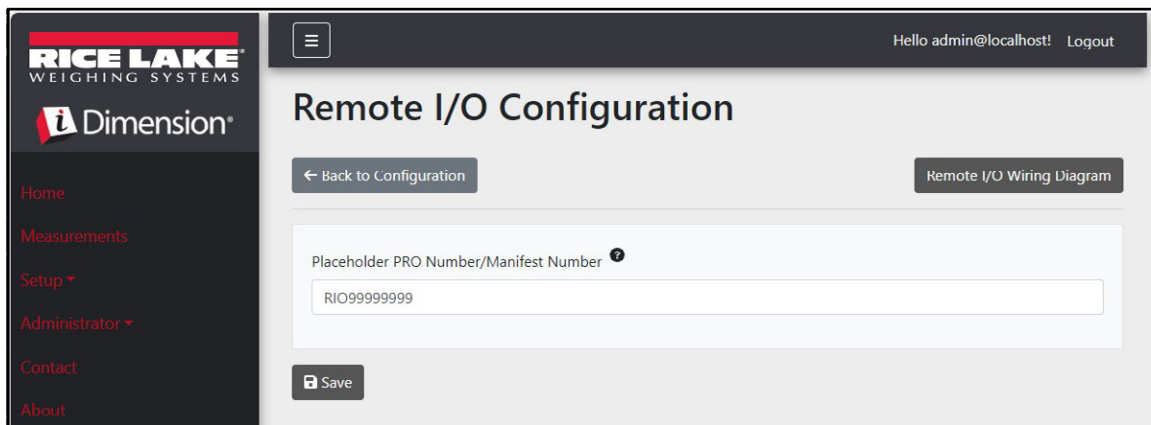 RICE LAKE®
WEIGHING SYSTEMS
i Dimension®
Home
Measurements
Setup
Administrator
Contact
About
Hello admin@localhost! Logout
Remote I/O Configuration
← Back to Configuration
Remote I/O Wiring Diagram
Placeholder PRO Number/Manifest Number ?
RIO99999999
Save